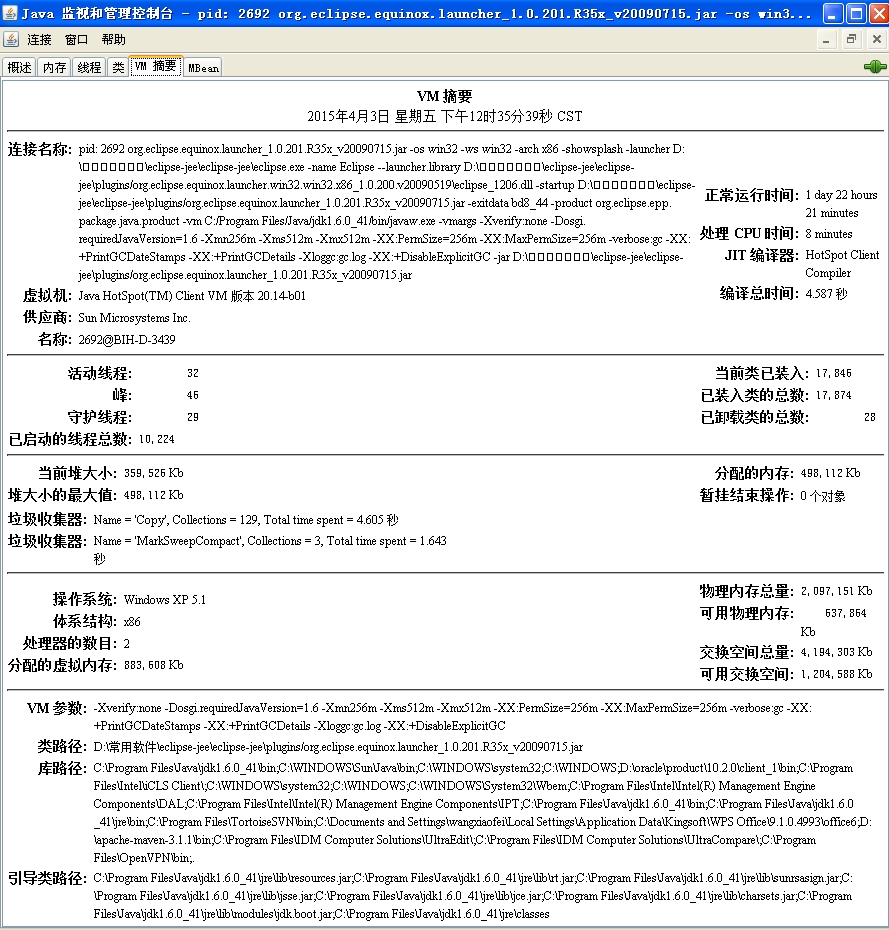 Java 监视和管理控制台 - pid: 2692 org.eclipse.equinox.launcher_1.0.201.R35x_v20090715.jar -os win3...
连接 窗口 帮助
概述 内存 线程 类 VM 摘要 MBean
VM 摘要
2015年4月3日 星期五 下午12时35分39秒 CST
连接名称: pid: 2692 org.eclipse.equinox.launcher_1.0.201.R35x_v20090715.jar -os win32 -ws win32 -arch x86 -showsplash -launcher D:
\□□□□□□□\eclipse-jee\eclipse-jee\eclipse.exe -name Eclipse --launcher.library D:\□□□□□□□\eclipse-jee\eclipse-
jee\plugins/org.eclipse.equinox.launcher.win32.win32.x86_1.0.200.v20090519\eclipse_1206.dll -startup D:\□□□□□□□\eclipse-
jee\eclipse-jee\plugins/org.eclipse.equinox.launcher_1.0.201.R35x_v20090715.jar -exitdata bd8_44 -product org.eclipse.epp.
package.java.product -vm C:/Program Files/Java/jdk1.6.0_41/bin/javaw.exe -vmargs -Xverify:none -Dosgi.
requiredJavaVersion=1.6 -Xmn256m -Xms512m -Xmx512m -XX:PermSize=256m -XX:MaxPermSize=256m -verbose:gc -XX:
+PrintGCDateStamps -XX:+PrintGCDetails -Xloggc:gc.log -XX:+DisableExplicitGC -jar D:\□□□□□□□\eclipse-jee\eclipse-
jee\plugins/org.eclipse.equinox.launcher_1.0.201.R35x_v20090715.jar
虚拟机: Java HotSpot(TM) Client VM 版本 20.14-b01
供应商: Sun Microsystems Inc.
名称: 2692@BIH-D-3439
正常运行时间: 1 day 22 hours
21 minutes
处理 CPU 时间: 8 minutes
JIT 编译器: HotSpot Client
Compiler
编译总时间: 4.587 秒
活动线程: 32
峰: 46
守护线程: 29
已启动的线程总数: 10,224
当前类已装入: 17,846
已装入类的总数: 17,874
已卸载类的总数: 28
当前堆大小: 359,526 Kb
堆大小的最大值: 498,112 Kb
分配的内存: 498,112 Kb
暂挂结束操作: 0 个对象
垃圾收集器: Name = 'Copy', Collections = 129, Total time spent = 4.605 秒
垃圾收集器: Name = 'MarkSweepCompact', Collections = 3, Total time spent = 1.643
秒
操作系统: Windows XP 5.1
体系结构: x86
处理器的数目: 2
分配的虚拟内存: 883,608 Kb
物理内存总量: 2,097,151 Kb
可用物理内存: 637,864
Kb
交换空间总量: 4,194,303 Kb
可用交换空间: 1,204,588 Kb
VM 参数: -Xverify:none -Dosgi.requiredJavaVersion=1.6 -Xmn256m -Xms512m -Xmx512m -XX:PermSize=256m -XX:MaxPermSize=256m -verbose:gc -XX:
+PrintGCDateStamps -XX:+PrintGCDetails -Xloggc:gc.log -XX:+DisableExplicitGC
类路径: D:\常用软件\eclipse-jee\eclipse-jee\plugins/org.eclipse.equinox.launcher_1.0.201.R35x_v20090715.jar
库路径: C:\Program Files\Java\jdk1.6.0_41\bin;C:\WINDOWS\Sun\Java\bin;C:\WINDOWS\system32;C:\WINDOWS;D:\oracle\product\10.2.0\client_1\bin;C:\Program
Files\Intel\iCLS Client\;C:\WINDOWS\system32;C:\WINDOWS;C:\WINDOWS\System32\Wbem;C:\Program Files\Intel\Intel(R) Management Engine
Components\DAL;C:\Program Files\Intel\Intel(R) Management Engine Components\IPT;C:\Program Files\Java\jdk1.6.0_41\bin;C:\Program Files\Java\jdk1.6.0
_41\jre\bin;C:\Program Files\TortoiseSVN\bin;C:\Documents and Settings\wangxiaofei\Local Settings\Application Data\Kingsoft\WPS Office\9.1.0.4993\office6;D:
\apache-maven-3.1.1\bin;C:\Program Files\IDM Computer Solutions\UltraEdit\;C:\Program Files\IDM Computer Solutions\UltraCompare\;C:\Program
Files\OpenVPN\bin;.
引导类路径: C:\Program Files\Java\jdk1.6.0_41\jre\lib\resources.jar;C:\Program Files\Java\jdk1.6.0_41\jre\lib\rt.jar;C:\Program Files\Java\jdk1.6.0_41\jre\lib\sunrsasign.jar;C:
\Program Files\Java\jdk1.6.0_41\jre\lib\jsse.jar;C:\Program Files\Java\jdk1.6.0_41\jre\lib\jce.jar;C:\Program Files\Java\jdk1.6.0_41\jre\lib\charsets.jar;C:\Program
Files\Java\jdk1.6.0_41\jre\lib\modules\jdk.boot.jar;C:\Program Files\Java\jdk1.6.0_41\jre\classes